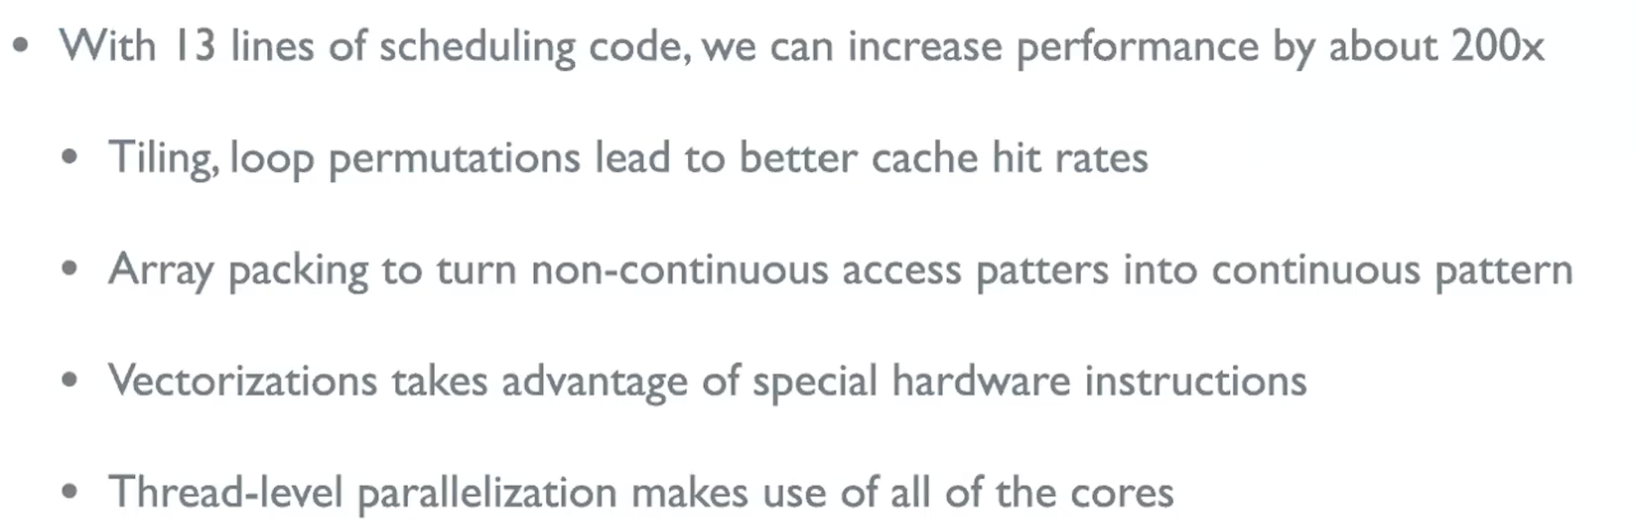 • With 13 lines of scheduling code, we can increase performance by about 200x
• Tiling, loop permutations lead to better cache hit rates
• Array packing to turn non-continuous access patters into continuous pattern
• Vectorizations takes advantage of special hardware instructions
• Thread-level parallelization makes use of all of the cores